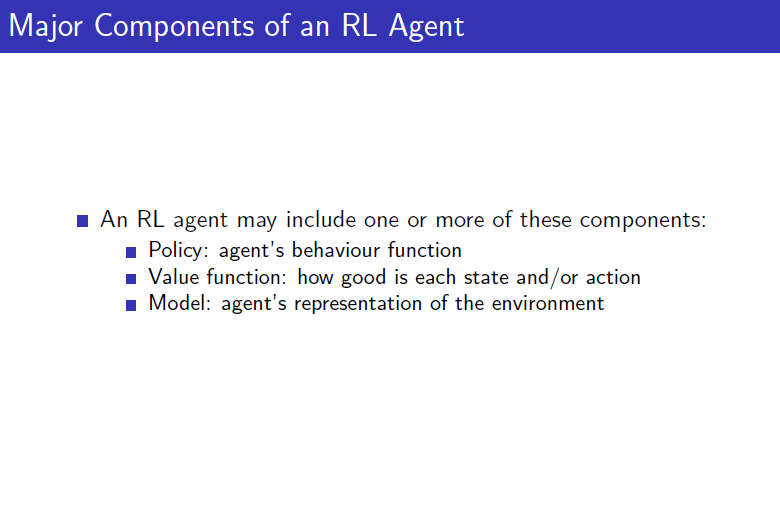 Major Components of an RL Agent
An RL agent may include one or more of these components:
Policy: agent's behaviour function
Value function: how good is each state and/or action
Model: agent's representation of the environment